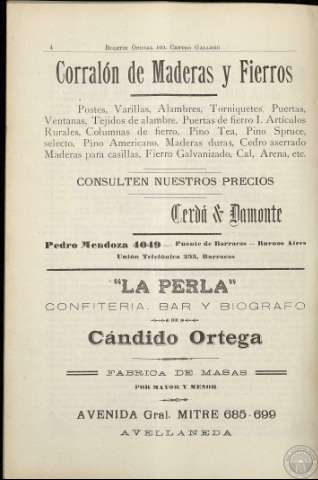 4 Boletin Oficial del Centro Gallego
Corralón de Maderas y Fierros
Postes, Varillas, Alambres, Torniquetes, Puertas,
Ventanas, Tejidos de alambre. Puertas de fierro I. Artículos
Rurales, Columnas de fierro. Pino Tea, Pino Spruce,
selecto, Pino Americano, Maderas duras, Cedro aserrado
Maderas para casillas, Fierro Galvanizado, Cal, Arena, etc.
CONSULTEN NUESTROS PRECIOS
Cerdá & Damonte
Pedro Mendoza 4049 — Puente de Barracas — Buenos Aires
Unión Telefónica 255, Barracas
"LA PERLA"
CONFITERIA, BAR Y BIOGRAFO
DE
Cándido Ortega
FABRICA DE MASAS
POR MAYOR Y MENOR
AVENIDA Gral. MITRE 685-699
AVELLANEDA